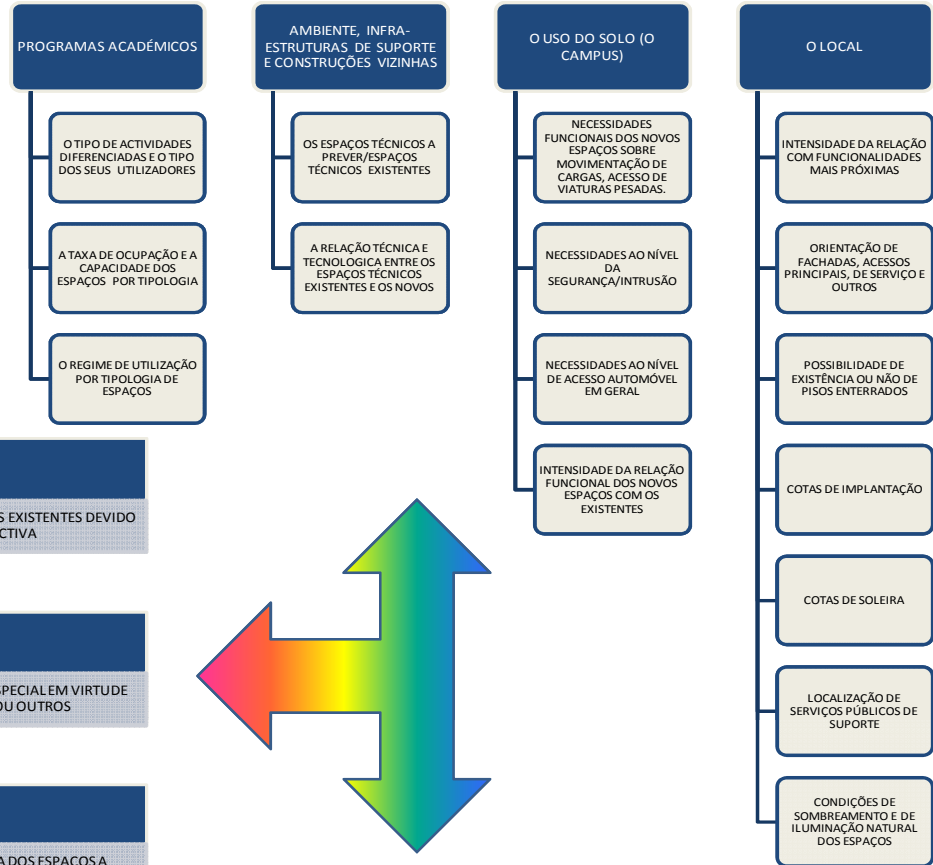 PROGRAMAS ACADÉMICOS
O TIPO DE ACTIVIDADES
DIFERENCIADAS E O TIPO
DOS SEUS UTILIZADORES
A TAXA DE OCUPAÇÃO E A
CAPACIDADE DOS
ESPAÇOS POR TIPOLOGIA
O REGIME DE UTILIZAÇÃO
POR TIPOLOGIA DE
ESPAÇOS
AMBIENTE, INFRA-
ESTRUTURAS DE SUPORTE
E CONSTRUÇÕES VIZINHAS
OS ESPAÇOS TÉCNICOS A
PREVER/ESPAÇOS
TÉCNICOS EXISTENTES
A RELAÇÃO TÉCNICA E
TECNOLOGICA ENTRE OS
ESPAÇOS TÉCNICOS
EXISTENTES E OS NOVOS
O USO DO SOLO (O
CAMPUS)
NECESSIDADES
FUNCIONAIS DOS NOVOS
ESPAÇOS SOBRE
MOVIMENTAÇÃO DE
CARGAS, ACESSO DE
VIATURAS PESADAS.
NECESSIDADES AO NÍVEL
DA
SEGURANÇA/INTRUSÃO
NECESSIDADES AO NÍVEL
DE ACESSO AUTOMÓVEL
EM GERAL
INTENSIDADE DA RELAÇÃO
FUNCIONAL DOS NOVOS
ESPAÇOS COM OS
EXISTENTES
O LOCAL
INTENSIDADE DA RELAÇÃO
COM FUNCIONALIDADES
MAIS PRÓXIMAS
ORIENTAÇÃO DE
FACHADAS, ACESSOS
PRINCIPAIS, DE SERVIÇO E
OUTROS
POSSIBILIDADE DE
EXISTÊNCIA OU NÃO DE
PISOS ENTERRADOS
COTAS DE IMPLANTAÇÃO
COTAS DE SOLEIRA
LOCALIZAÇÃO DE
SERVIÇOS PÚBLICOS DE
SUPORTE
CONDIÇÕES DE
SOMBREAMENTO E DE
ILUMINAÇÃO NATURAL
DOS ESPAÇOS
S EXISTENTES DEVIDO
CTIVA
SPECIAL EM VIRTUDE
OU OUTROS
A DOS ESPAÇOS A